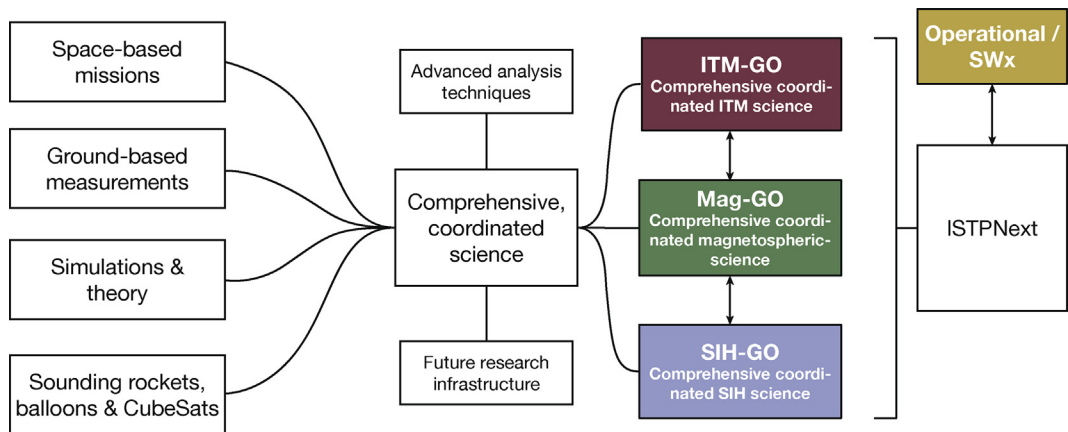 Space-based
missions
Ground-based
measurements
Simulations &
theory
Sounding rockets,
balloons & CubeSats
Advanced analysis
techniques
Comprehensive,
coordinated
science
Future research
infrastructure
ITM-GO
Comprehensive coordi-
nated ITM science
Mag-GO
Comprehensive coordi-
nated magnetospheric-
science
SIH-GO
Comprehensive coordi-
nated SIH science
Operational /
SWx
ISTPNext